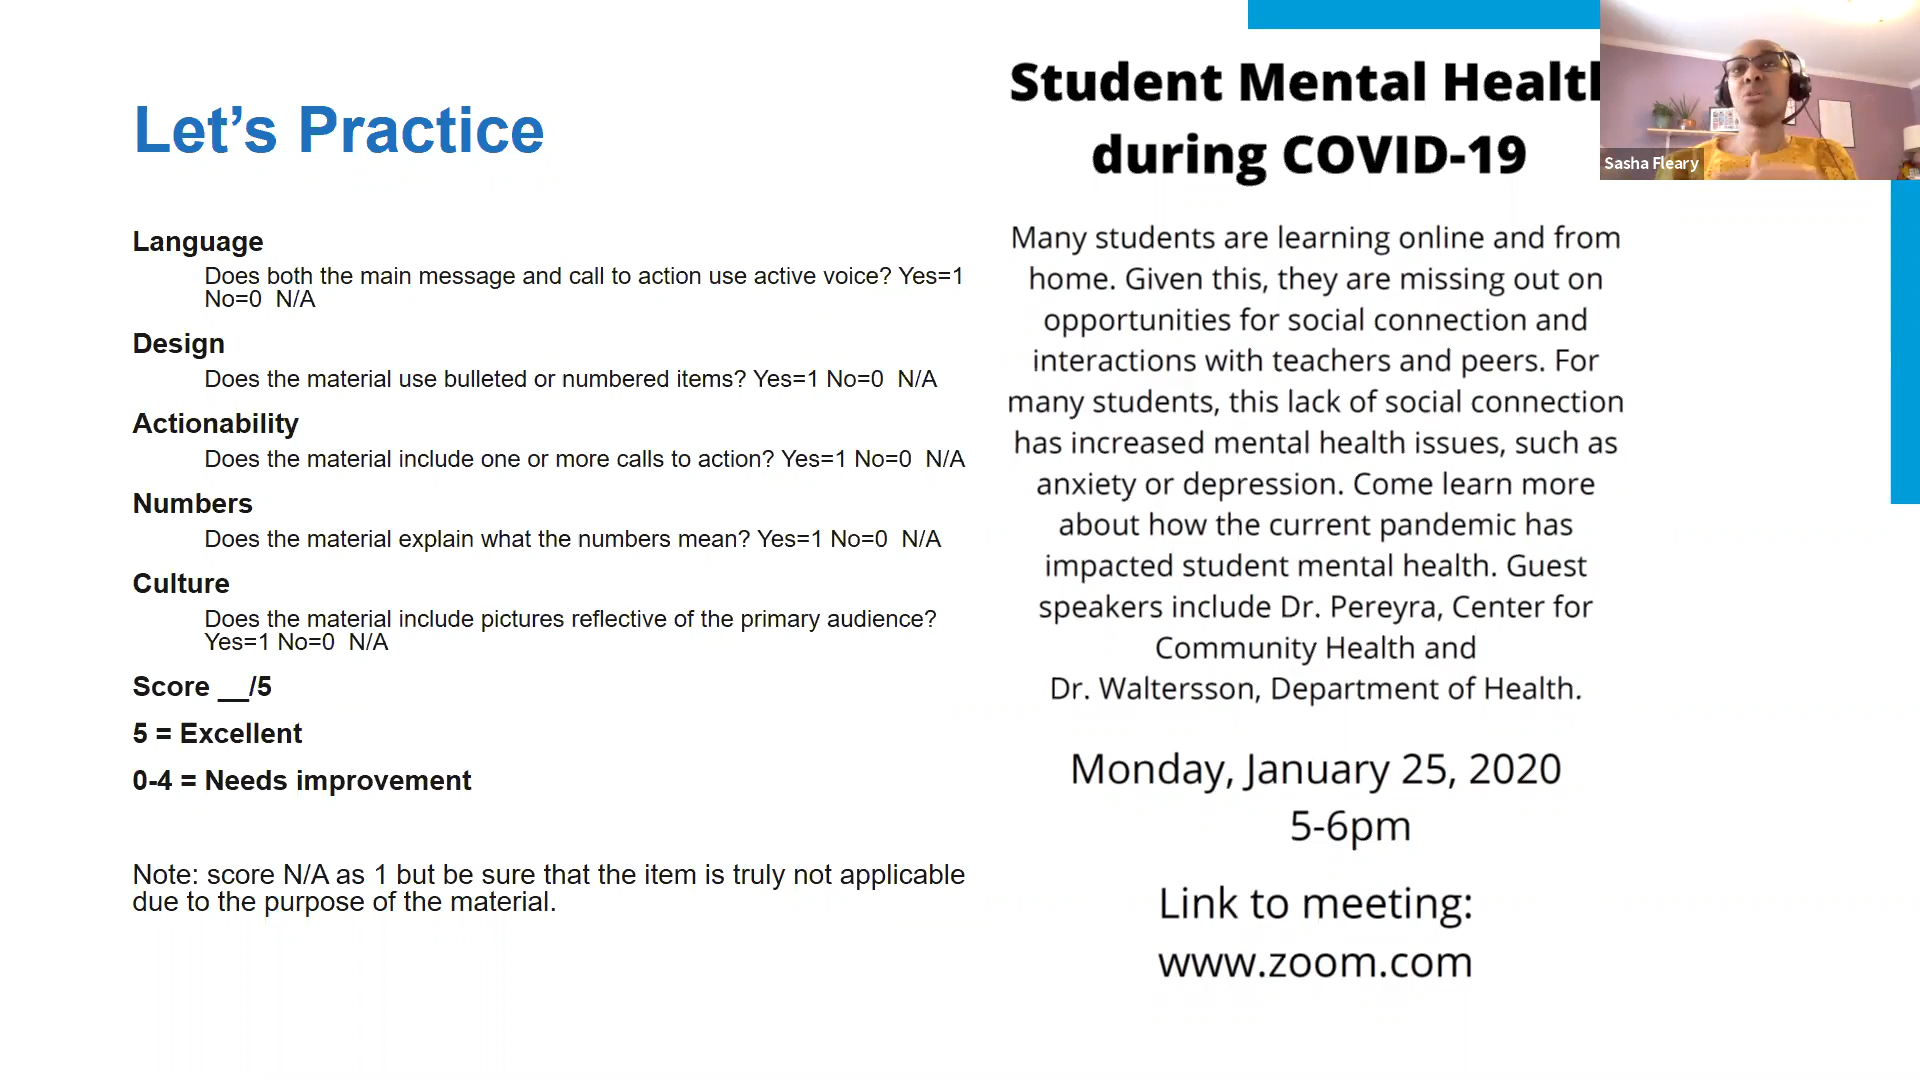 Let’s Practice
Language
Does both the main message and call to action use active voice? Yes=1
No=0  N/A
Design
Does the material use bulleted or numbered items? Yes=1 No=0  N/A
Actionability
Does the material include one or more calls to action? Yes=1 No=0  N/A
Numbers
Does the material explain what the numbers mean? Yes=1 No=0  N/A
Culture
Does the material include pictures reflective of the primary audience?
Yes=1 No=0  N/A
Score __/5
5 = Excellent
0-4 = Needs improvement
Note: score N/A as 1 but be sure that the item is truly not applicable
due to the purpose of the material.
Student Mental Health
during COVID-19
Many students are learning online and from
home. Given this, they are missing out on
opportunities for social connection and
interactions with teachers and peers. For
many students, this lack of social connection
has increased mental health issues, such as
anxiety or depression. Come learn more
about how the current pandemic has
impacted student mental health. Guest
speakers include Dr. Pereyra, Center for
Community Health and
Dr. Waltersson, Department of Health.
Monday, January 25, 2020
5-6pm
Link to meeting:
www.zoom.com
Sasha Fleary